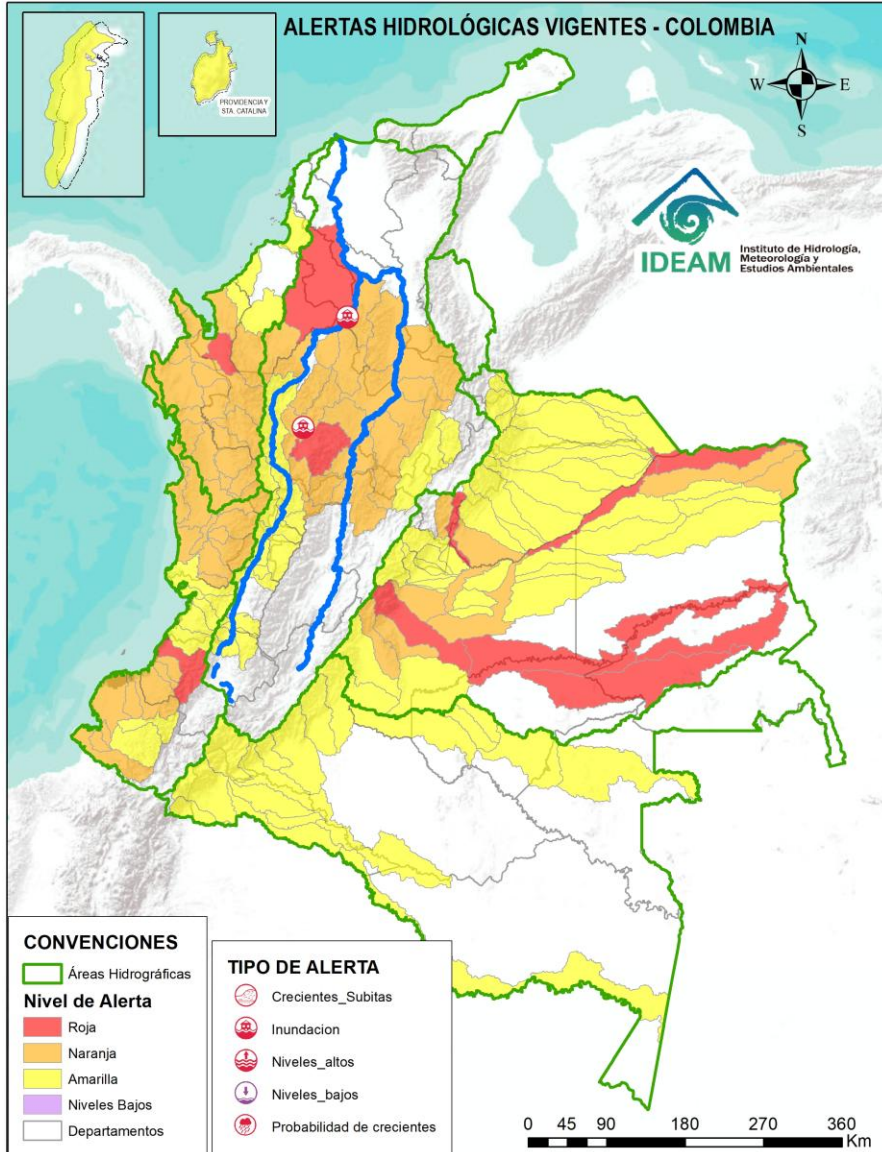 ALERTAS HIDROLÓGICAS VIGENTES - COLOMBIA
PROVIDENCIA Y
STA. CATALINA
N
W
E
S
IDEAM
Instituto de Hidrología,
Meteorología y
Estudios Ambientales
CONVENCIONES
Áreas Hidrográficas
Nivel de Alerta
Roja
Naranja
Amarilla
Niveles Bajos
Departamentos
TIPO DE ALERTA
Crecientes_Subitas
Inundacion
Niveles_altos
Niveles_bajos
Probabilidad de crecientes
0 45 90 180 270 360
Km